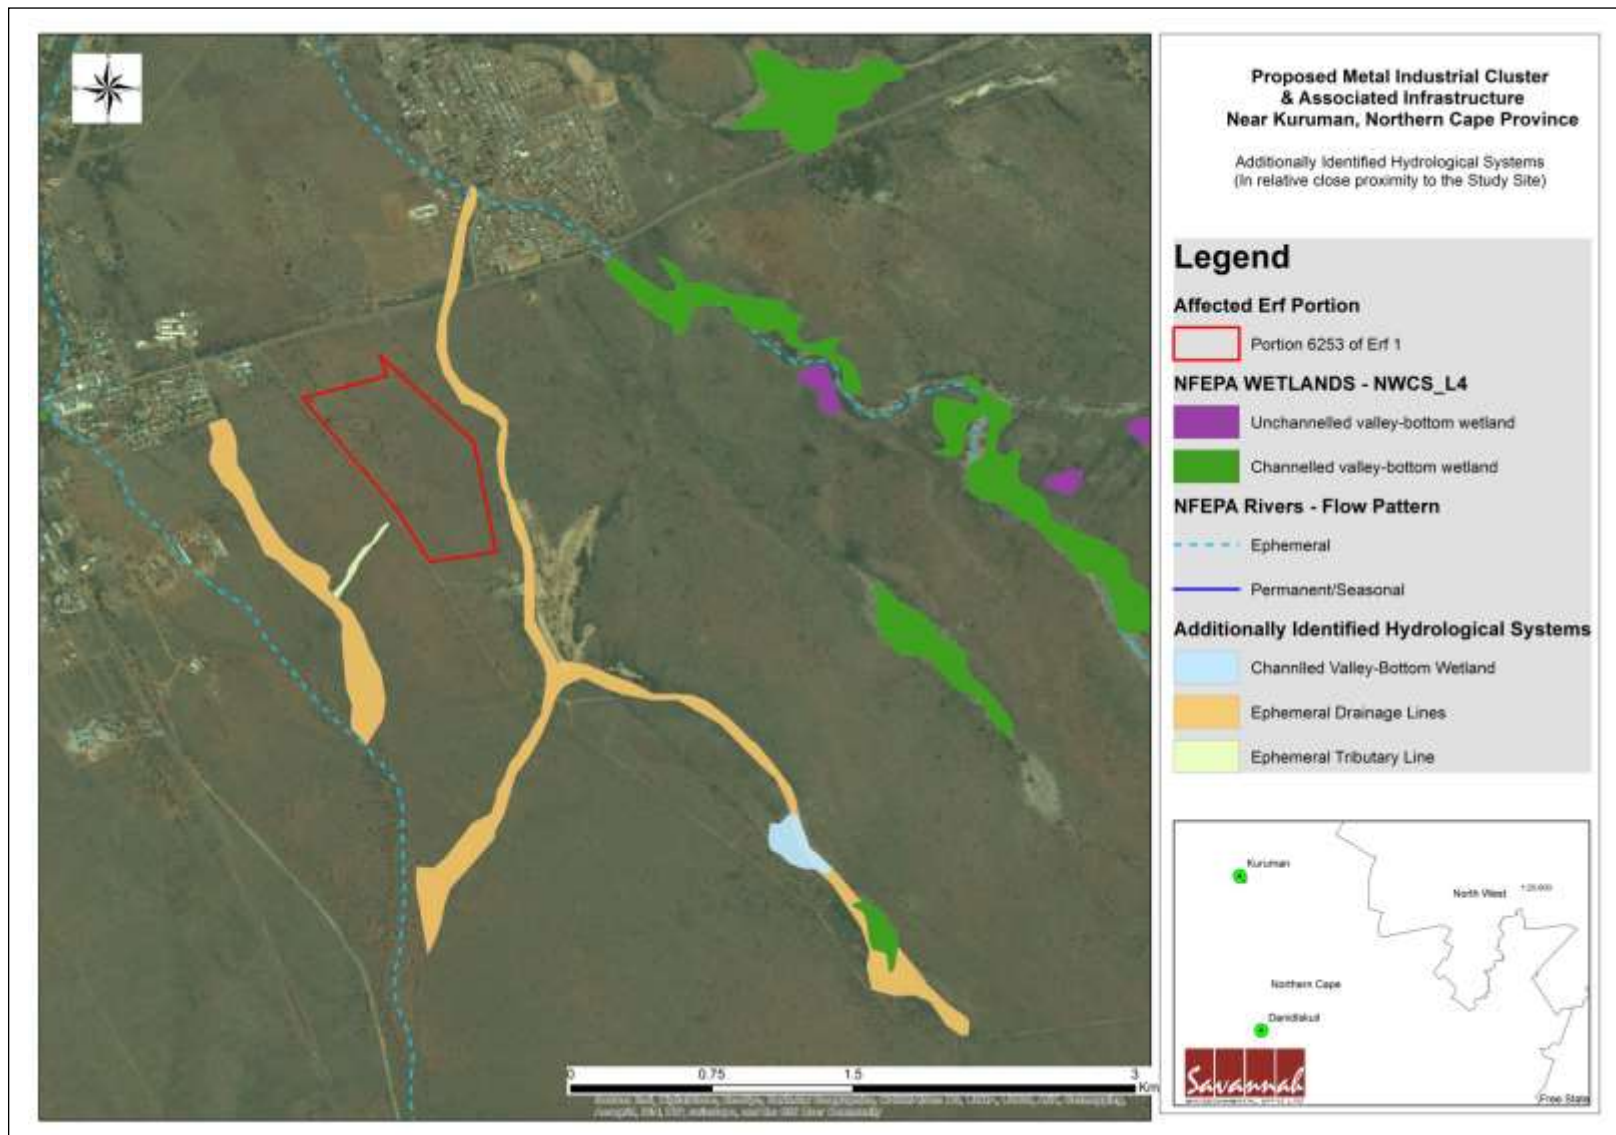 Proposed Metal Industrial Cluster
& Associated Infrastructure
Near Kuruman, Northern Cape Province
Additionally Identified Hydrological Systems
(In relative close proximity to the Study Site)
Legend
Affected Erf Portion
Portion 6253 of Erf 1
NFEPA WETLANDS - NWCS_L4
Unchannelled valley-bottom wetland
Channelled valley-bottom wetland
NFEPA Rivers - Flow Pattern
Ephemeral
Permanent/Seasonal
Additionally Identified Hydrological Systems
Channlled Valley-Bottom Wetland
Ephemeral Drainage Lines
Ephemeral Tributary Line
Kuruman
North West
Northern Cape
Savannah
Free State
0 0.75 1.5 3
Km